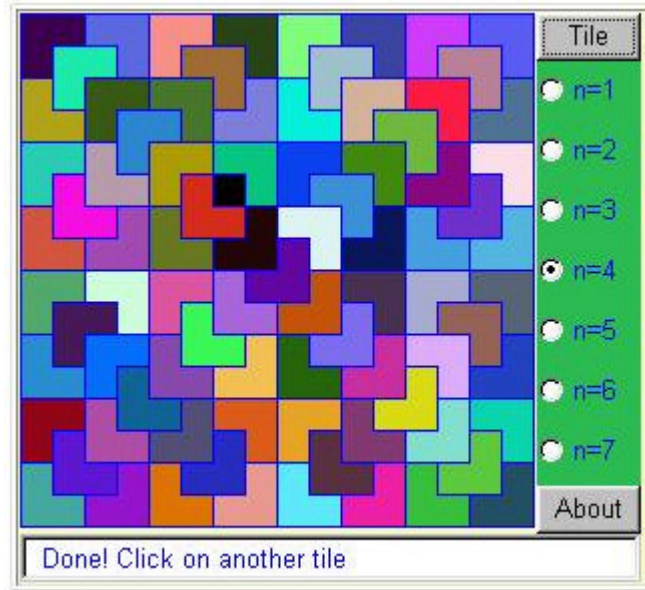 Tile
n=1
n=2
n=3
n=4
n=5
n=6
n=7
About
Done! Click on another tile